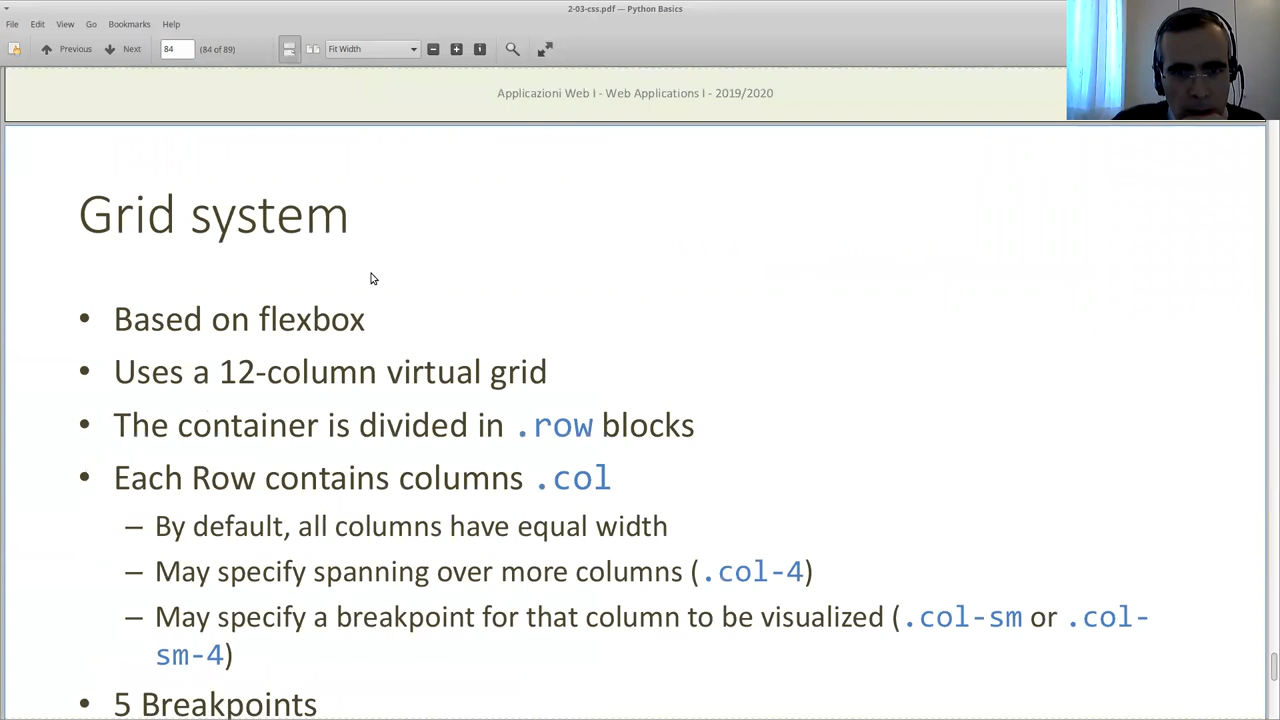 2-03-css.pdf — Python Basics
File Edit View Go Bookmarks Help
Previous Next 84 (84 of 89) Fit Width
Applicazioni Web I - Web Applications I - 2019/2020
Grid system
• Based on flexbox
• Uses a 12-column virtual grid
• The container is divided in .row blocks
• Each Row contains columns .col
– By default, all columns have equal width
– May specify spanning over more columns (.col-4)
– May specify a breakpoint for that column to be visualized (.col-sm or .col-
sm-4)
• 5 Breakpoints